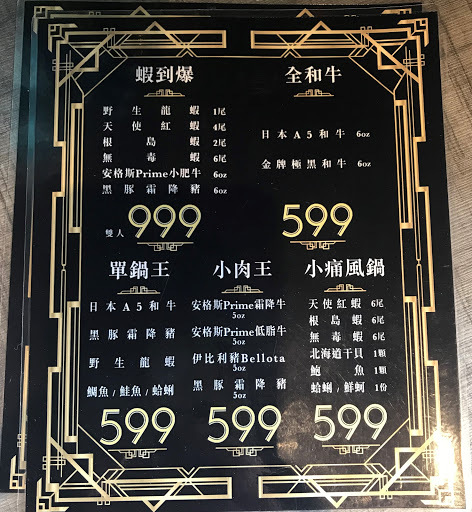 蝦到爆
野生龍蝦 1尾
天使紅蝦 4尾
根島蝦 2尾
無毒蝦 6尾
安格斯Prime小肥牛 6oz
黑豚霜降豬 6oz
雙人 999
全和牛
日本A5和牛 6oz
金牌極黑和牛 6oz
599
單鍋王
日本A5和牛
黑豚霜降豬
野生龍蝦
鯛魚/鮭魚/蛤蜊
599
小肉王
安格斯Prime霜降牛
5oz
安格斯Prime低脂牛
5oz
伊比利豬Bellota
5oz
黑豚霜降豬
5oz
599
小痛風鍋
天使紅蝦 6尾
根島蝦 6尾
無毒蝦 6尾
北海道干貝 1顆
鮑魚 1顆
蛤蜊/鮮蚵 1份
599